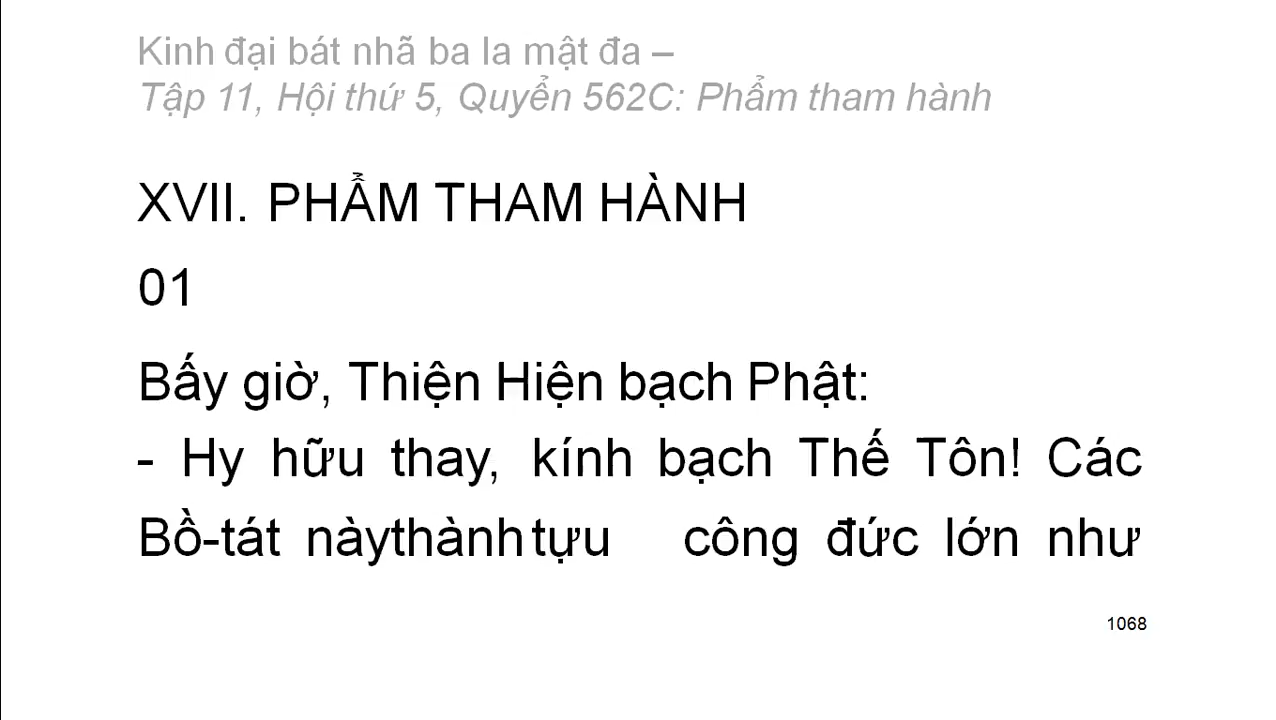 Kinh đại bát nhã ba la mật đa –
Tập 11, Hội thứ 5, Quyển 562C: Phẩm tham hành
XVII. PHẨM THAM HÀNH
01
Bấy giờ, Thiện Hiện bạch Phật:
- Hy hữu thay, kính bạch Thế Tôn! Các
Bồ-tát nàythành tựu công đức lớn như
1068